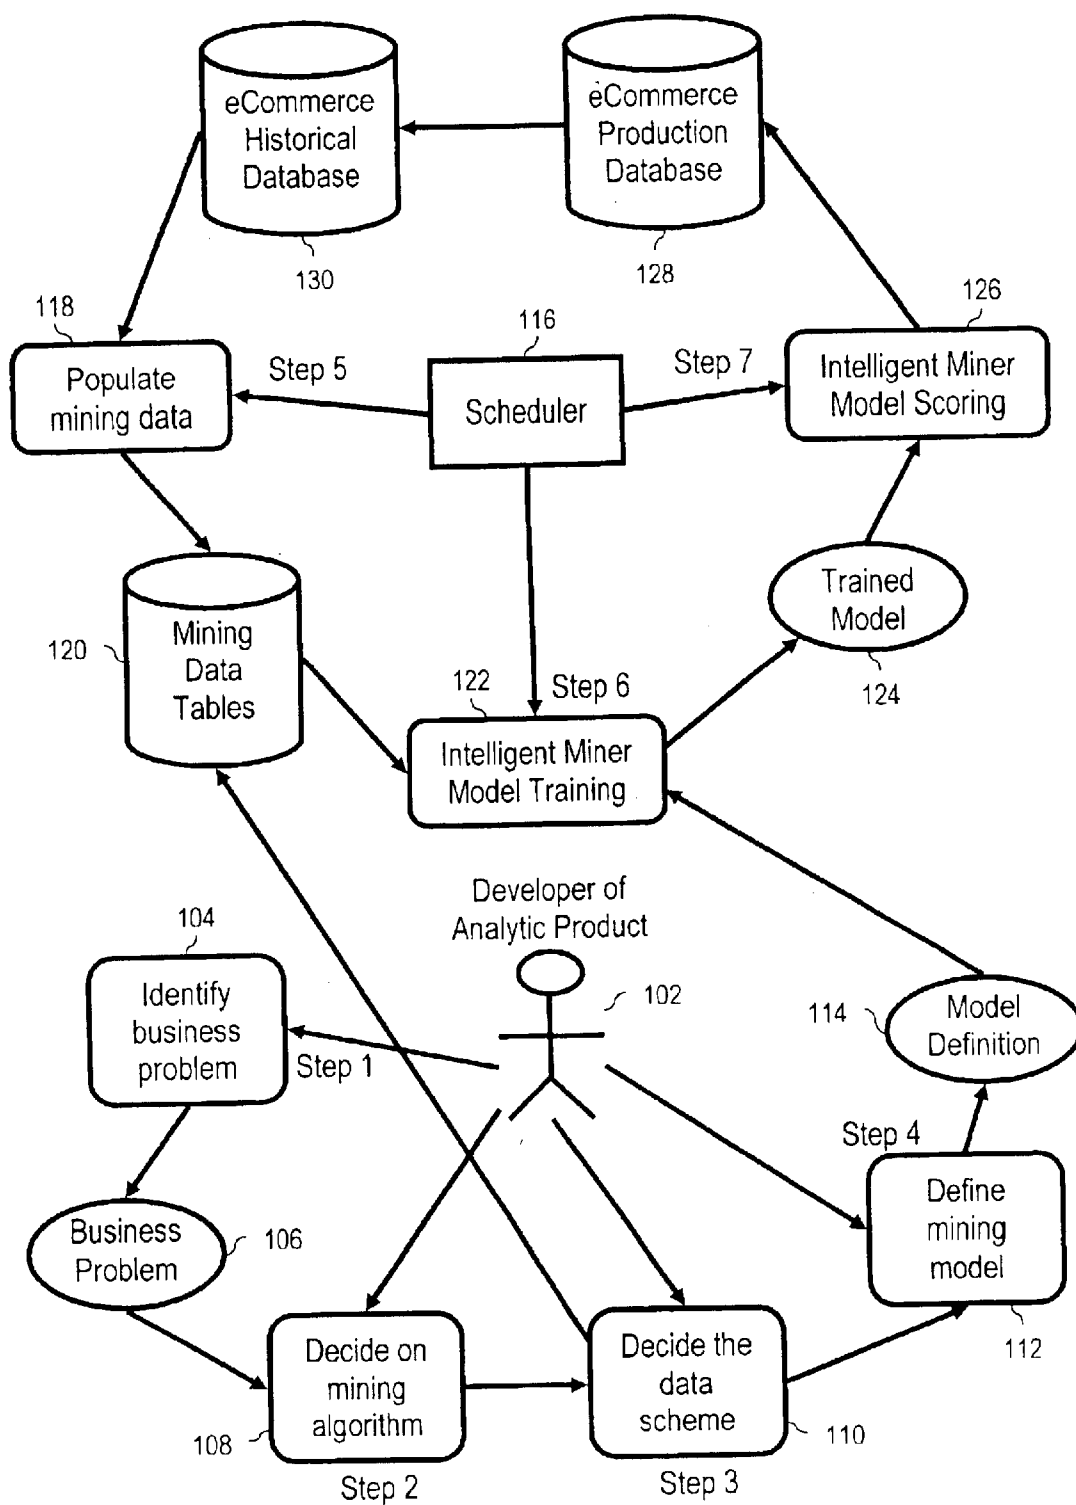 eCommerce
Historical
Database
130
eCommerce
Production
Database
128
118
Populate
mining data
Step 5
116
Scheduler
Step 7
126
Intelligent Miner
Model Scoring
120
Mining
Data
Tables
Trained
Model
124
122
Step 6
Intelligent Miner
Model Training
Developer of
Analytic Product
102
104
Identify
business
problem
Step 1
114
Model
Definition
Step 4
Define
mining
model
112
Business
Problem
106
Decide on
mining
algorithm
108
Step 2
Decide the
data
scheme
110
Step 3